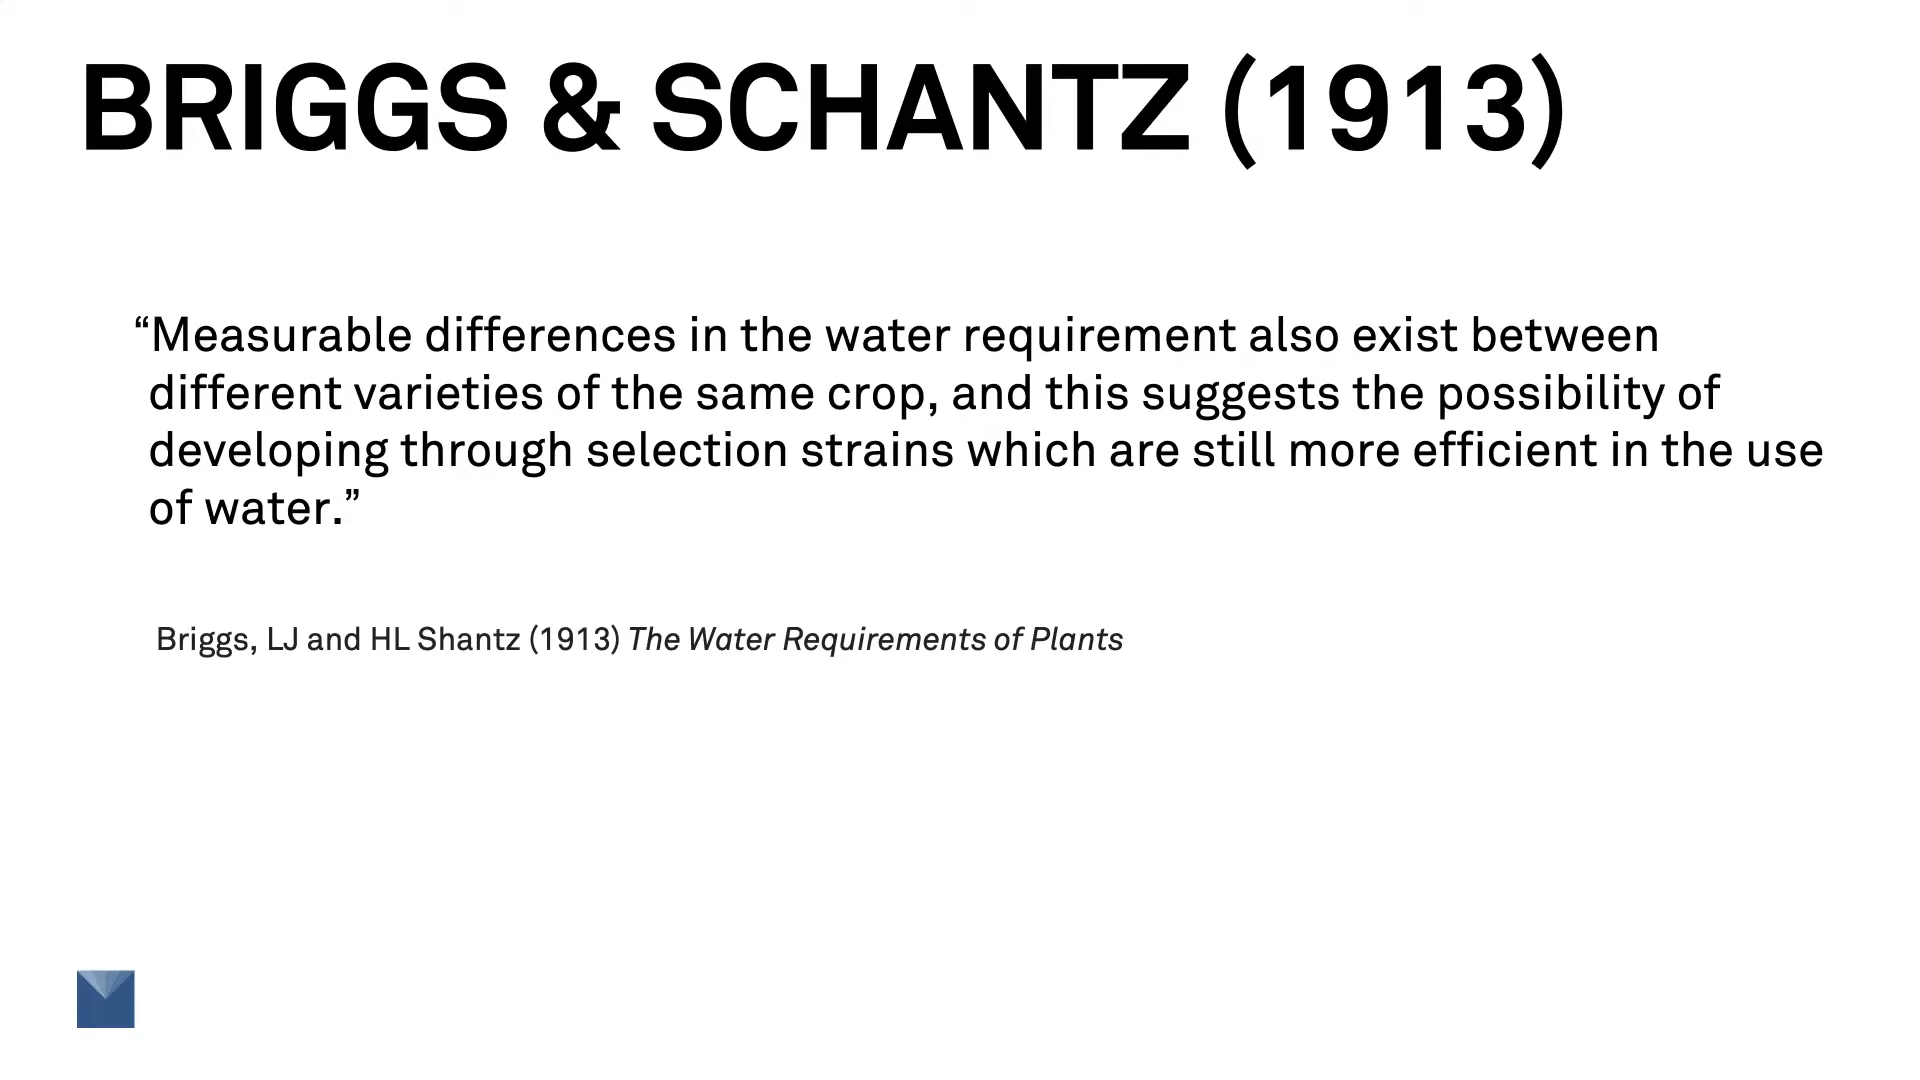 BRIGGS & SCHANTZ (1913)
“Measurable differences in the water requirement also exist between
different varieties of the same crop, and this suggests the possibility of
developing through selection strains which are still more efficient in the use
of water.”
Briggs, LJ and HL Shantz (1913) The Water Requirements of Plants